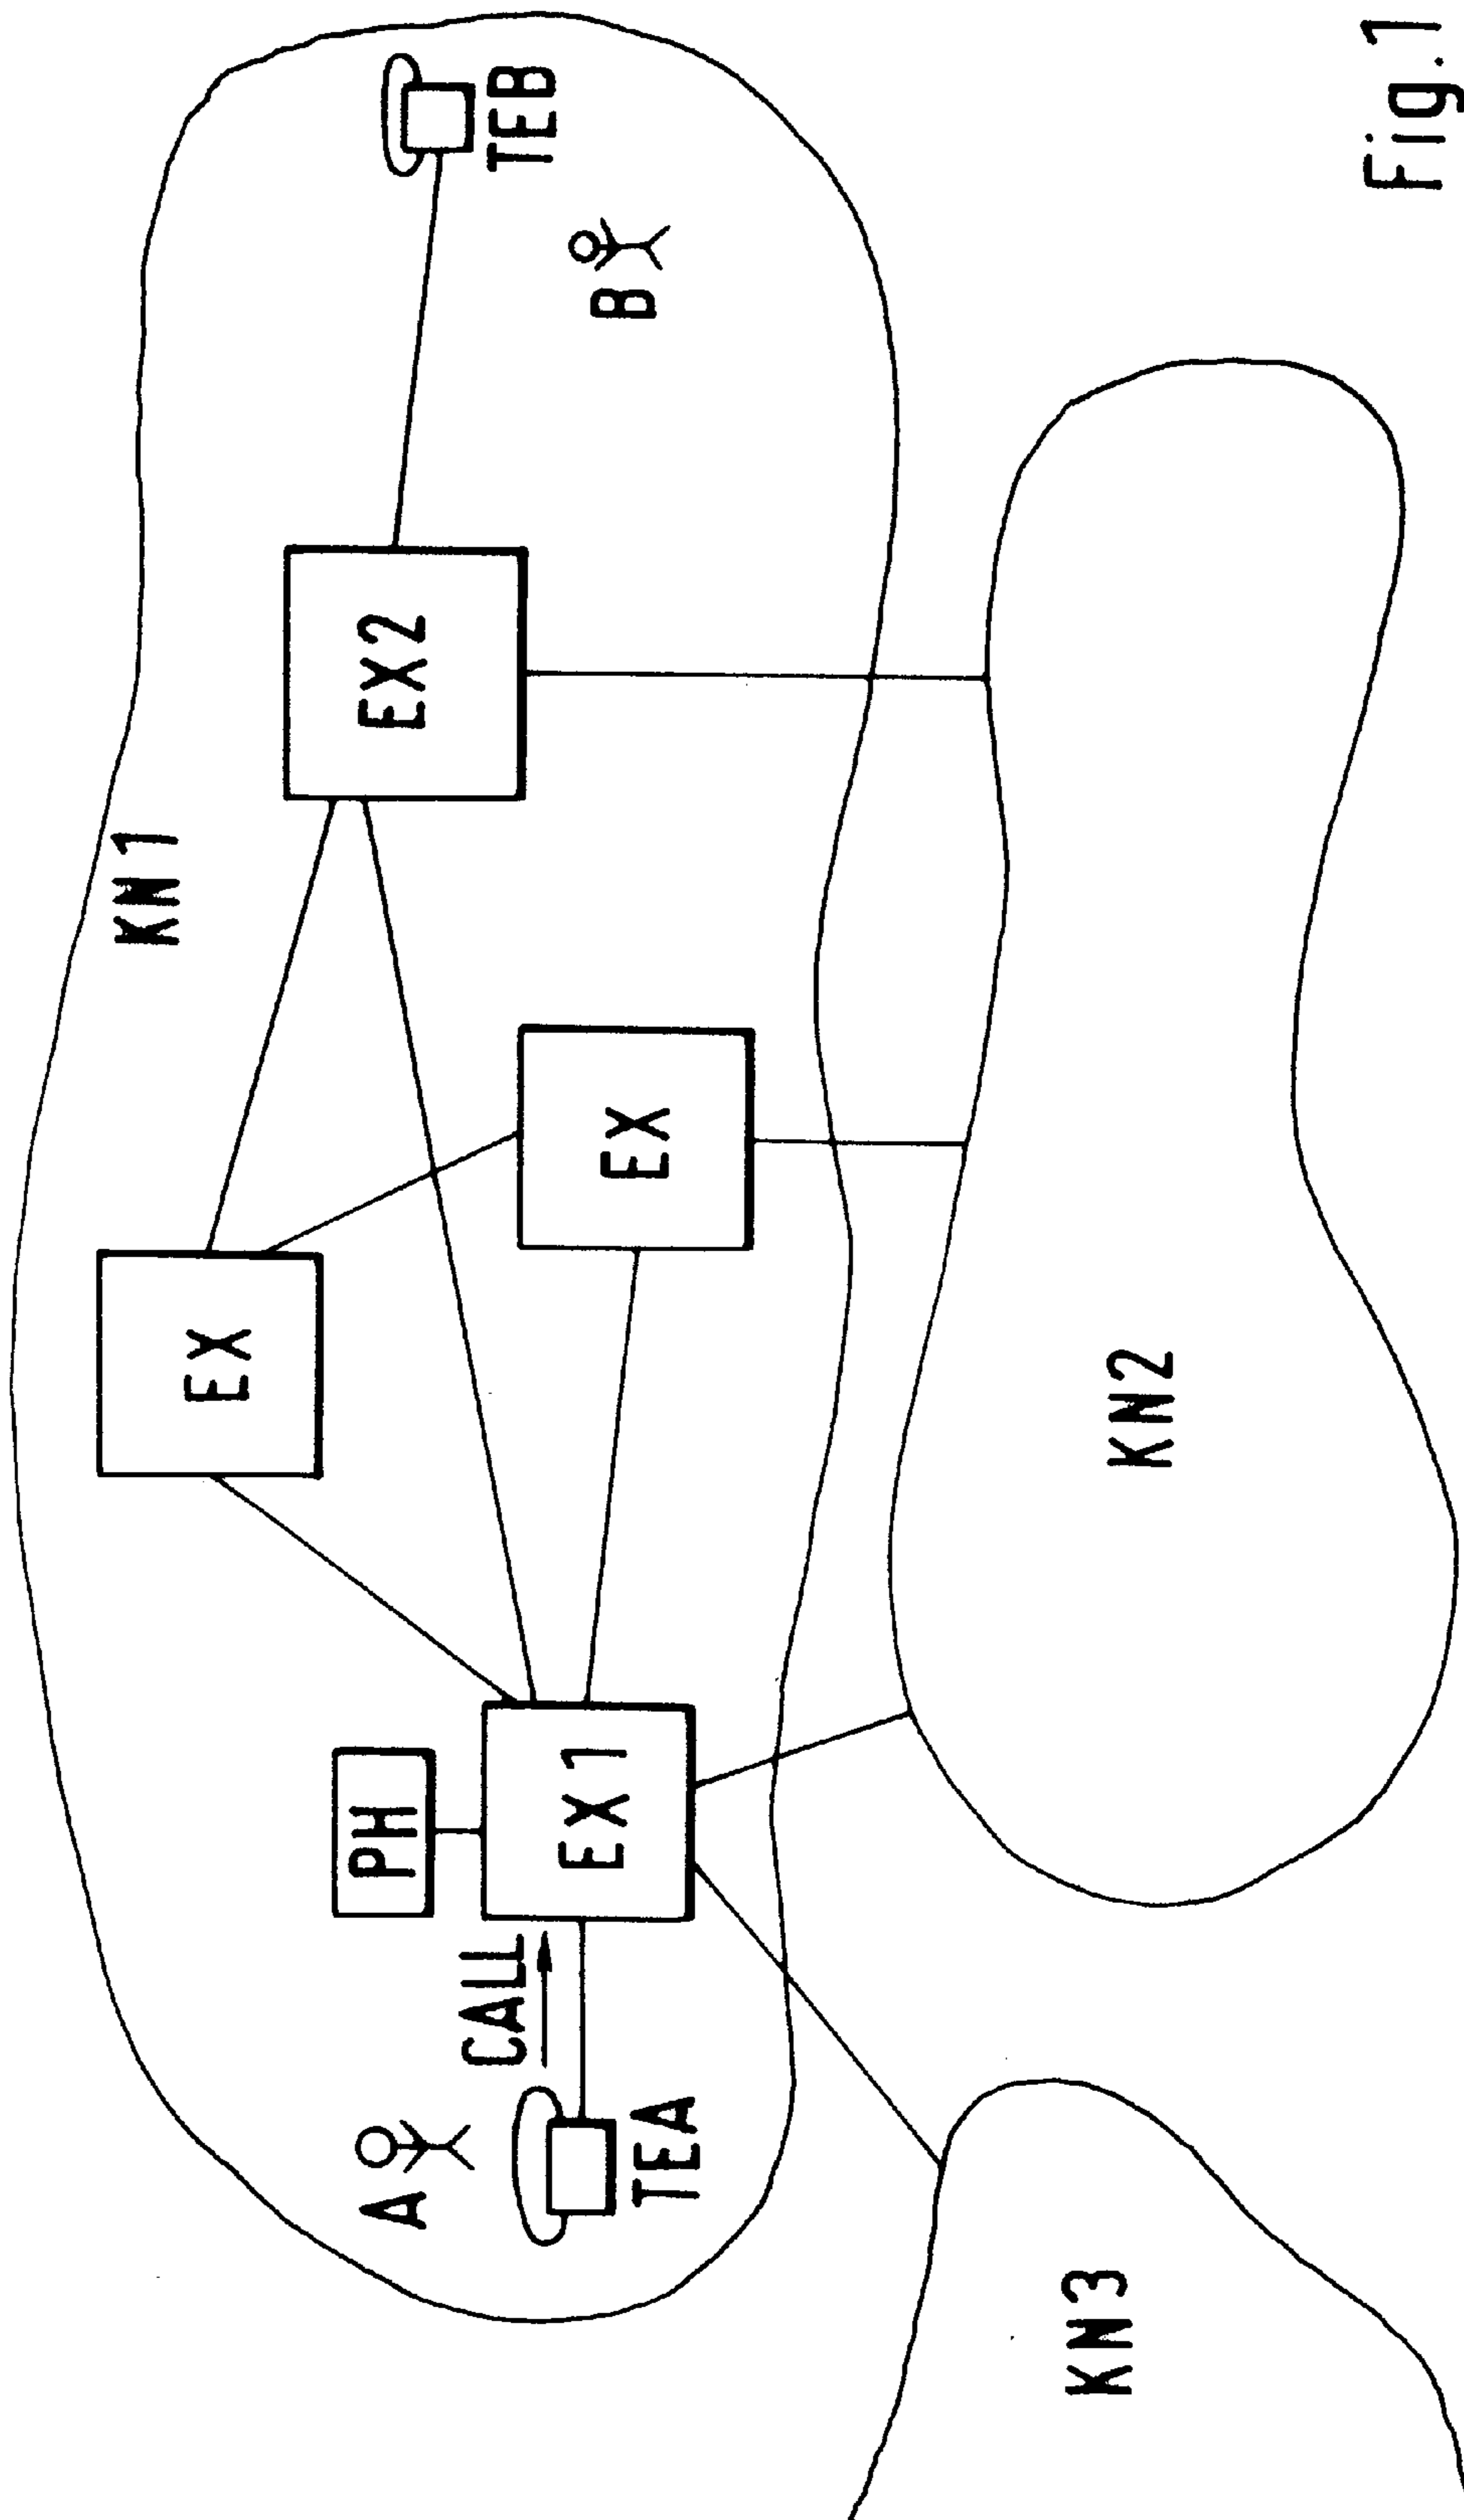 KN1
TEB
B
EX2
EX
EX
PH
EX1
CALL
A
TEA
KN2
KN3
Fig.1